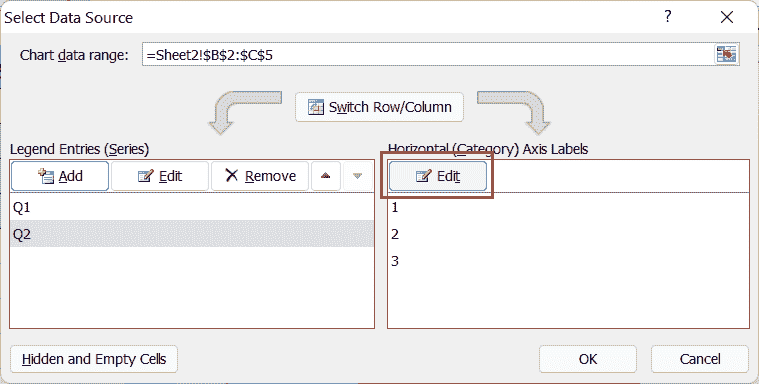 Select Data Source
?
Chart data range: =Sheet2!$B$2:$C$5
Switch Row/Column
Legend Entries (Series)
Add Edit Remove
Q1
Q2
Horizontal (Category) Axis Labels
Edit
1
2
3
Hidden and Empty Cells
OK Cancel